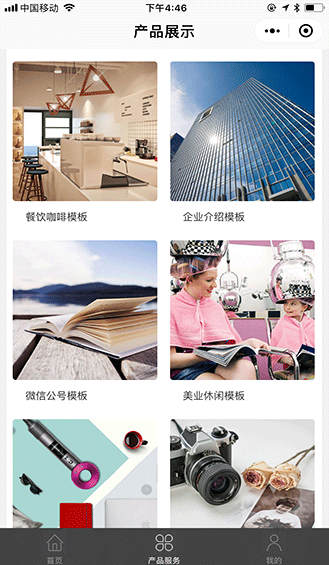 中国移动
下午4:46
产品展示
餐饮咖啡模板
企业介绍模板
微信公号模板
美业休闲模板
首页
产品服务
我的